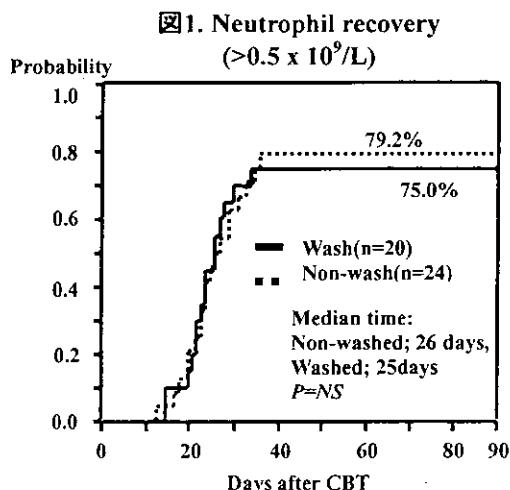 図1. Neutrophil recovery
(>0.5 x 10⁹/L)
Probability
1.0
0.8
0.6
0.4
0.2
0.0
79.2%
75.0%
Wash(n=20)
Non-wash(n=24)
Median time:
Non-washed; 26 days,
Washed; 25days
P=NS
0 20 40 60 80 90
Days after CBT